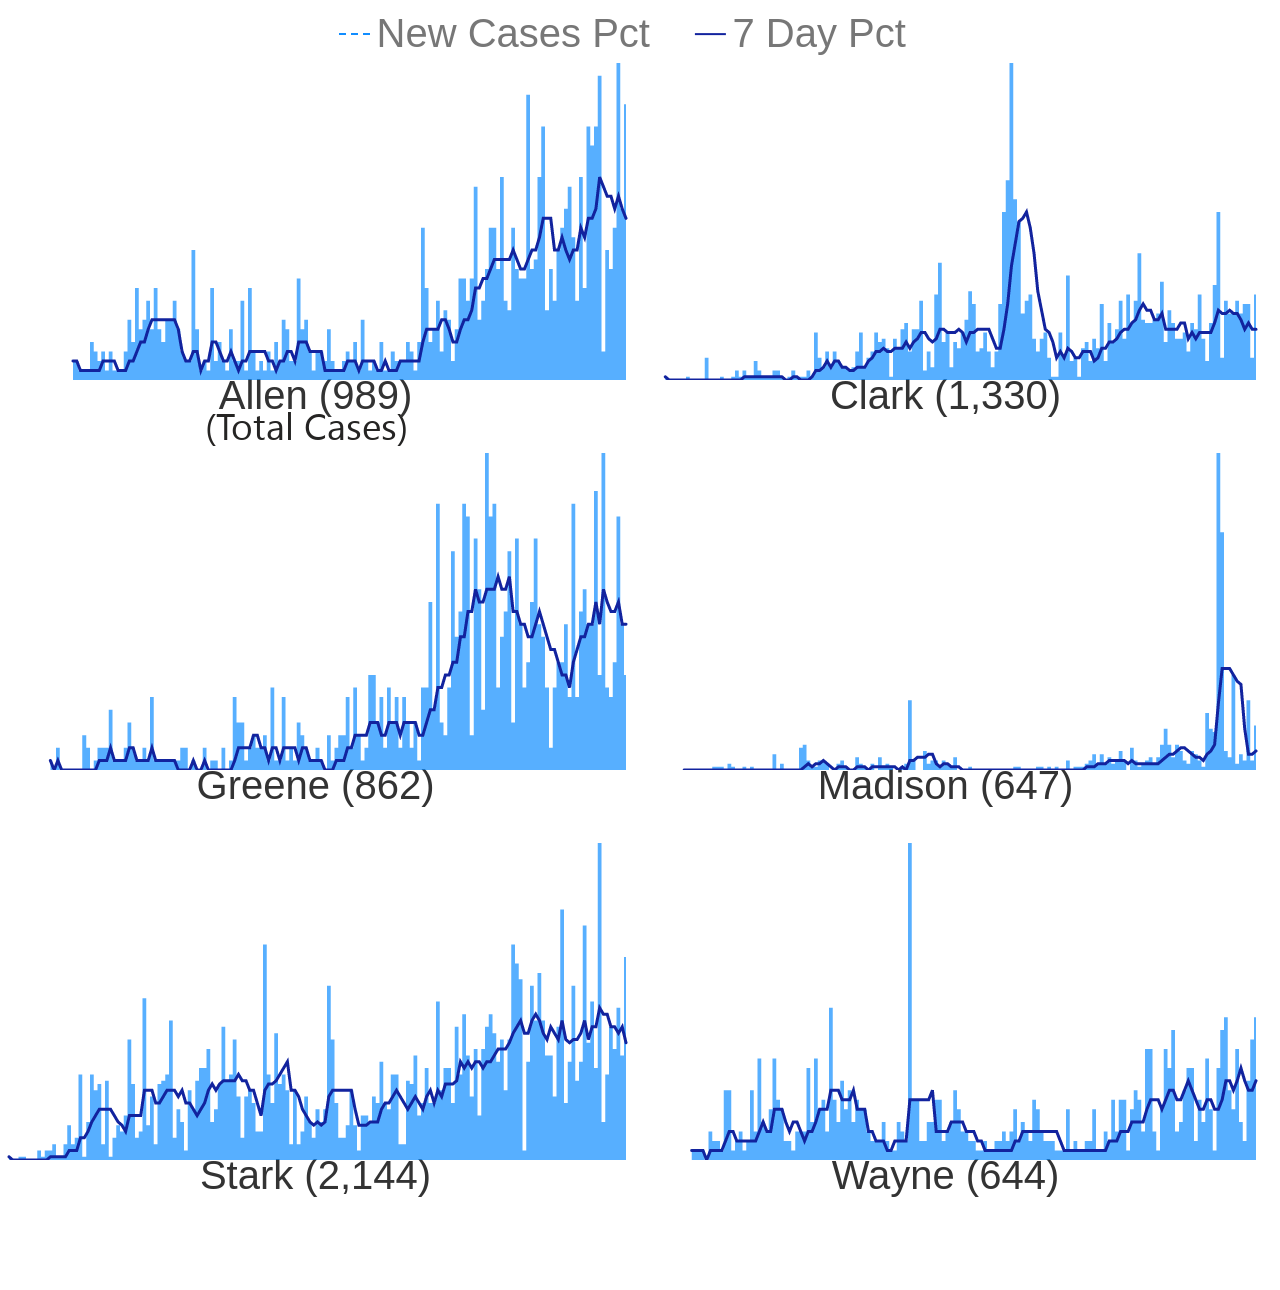 New Cases Pct 7 Day Pct
Allen (989) Clark (1,330)
(Total Cases)
Greene (862) Madison (647)
Stark (2,144) Wayne (644)